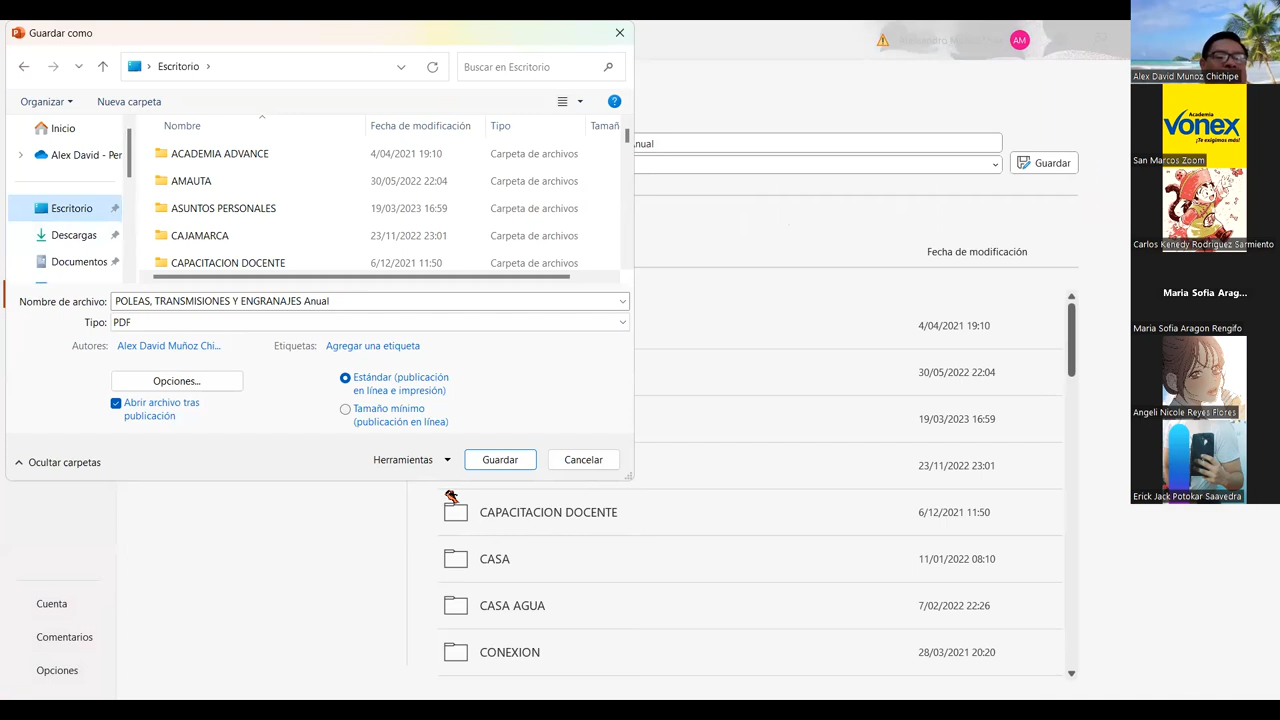 Guardar como
AM
Escritorio
Buscar en Escritorio
Organizar
Nueva carpeta
Nombre
Fecha de modificación
Tipo
Tamañ
Inicio
Alex David - Per
Escritorio
Descargas
Documentos
ACADEMIA ADVANCE 4/04/2021 19:10 Carpeta de archivos
AMAUTA 30/05/2022 22:04 Carpeta de archivos
ASUNTOS PERSONALES 19/03/2023 16:59 Carpeta de archivos
CAJAMARCA 23/11/2022 23:01 Carpeta de archivos
CAPACITACION DOCENTE 6/12/2021 11:50 Carpeta de archivos
Nombre de archivo: POLEAS, TRANSMISIONES Y ENGRANAJES Anual
Tipo: PDF
Autores: Alex David Muñoz Chi...
Etiquetas: Agregar una etiqueta
Opciones...
Abrir archivo tras
publicación
Estándar (publicación
en línea e impresión)
Tamaño mínimo
(publicación en línea)
Ocultar carpetas
Herramientas
Guardar
Cancelar
Guardar
Fecha de modificación
4/04/2021 19:10
30/05/2022 22:04
19/03/2023 16:59
23/11/2022 23:01
CAPACITACION DOCENTE 6/12/2021 11:50
CASA 11/01/2022 08:10
CASA AGUA 7/02/2022 22:26
CONEXION 28/03/2021 20:20
Cuenta
Comentarios
Opciones
Alex David Munoz Chichipe
Academia
Vonex
¡Te exigimos más!
San Marcos Zoom
Carlos Kenedy Rodriguez Sarmiento
Maria Sofia Arag...
Maria Sofia Aragon Rengifo
Angeli Nicole Reyes Flores
Erick Jack Potokar Saavedra